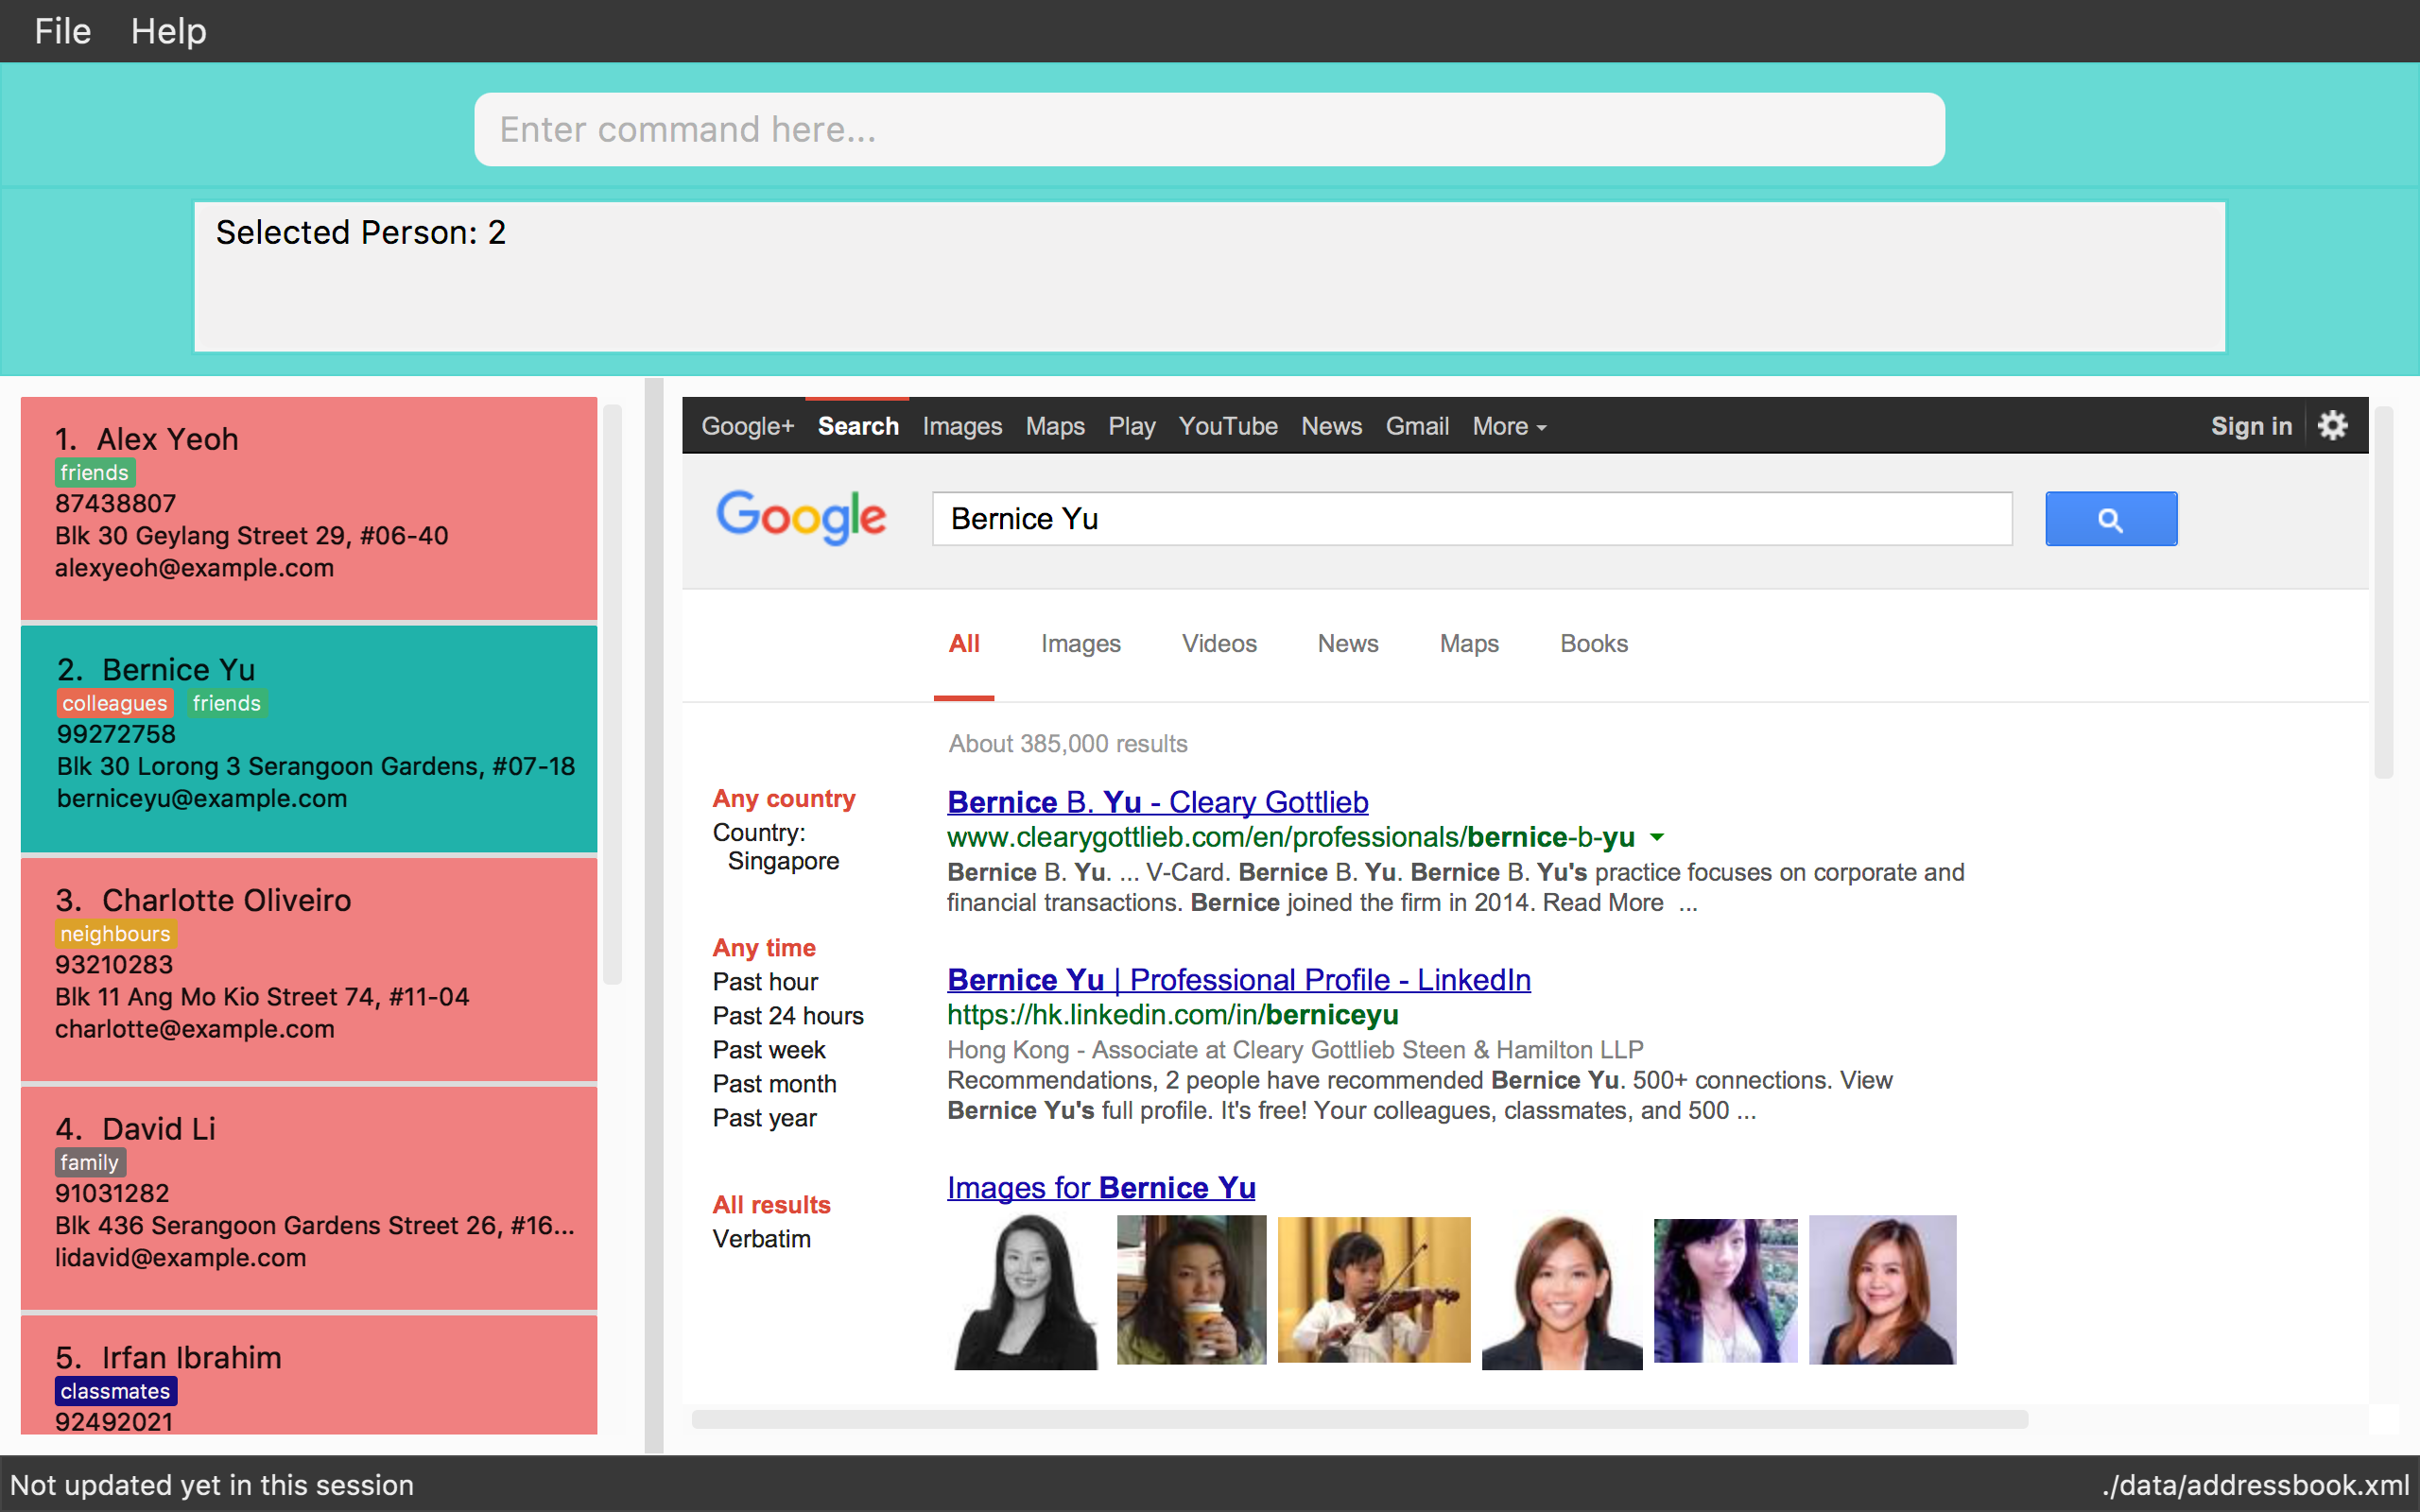 File Help
Enter command here...
Selected Person: 2
1. Alex Yeoh
friends
87438807
Blk 30 Geylang Street 29, #06-40
alexyeoh@example.com
2. Bernice Yu
colleagues friends
99272758
Blk 30 Lorong 3 Serangoon Gardens, #07-18
berniceyu@example.com
3. Charlotte Oliveiro
neighbours
93210283
Blk 11 Ang Mo Kio Street 74, #11-04
charlotte@example.com
4. David Li
family
91031282
Blk 436 Serangoon Gardens Street 26, #16...
lidavid@example.com
5. Irfan Ibrahim
classmates
92492021
Google+ Search Images Maps Play YouTube News Gmail More Sign in
Google Bernice Yu
All Images Videos News Maps Books
About 385,000 results
Any country
Country:
Singapore
Any time
Past hour
Past 24 hours
Past week
Past month
Past year
All results
Verbatim
Bernice B. Yu - Cleary Gottlieb
www.clearygottlieb.com/en/professionals/bernice-b-yu
Bernice B. Yu. ... V-Card. Bernice B. Yu. Bernice B. Yu's practice focuses on corporate and
financial transactions. Bernice joined the firm in 2014. Read More ...
Bernice Yu | Professional Profile - LinkedIn
https://hk.linkedin.com/in/berniceyu
Hong Kong - Associate at Cleary Gottlieb Steen & Hamilton LLP
Recommendations, 2 people have recommended Bernice Yu. 500+ connections. View
Bernice Yu's full profile. It's free! Your colleagues, classmates, and 500 ...
Images for Bernice Yu
Not updated yet in this session ./data/addressbook.xml